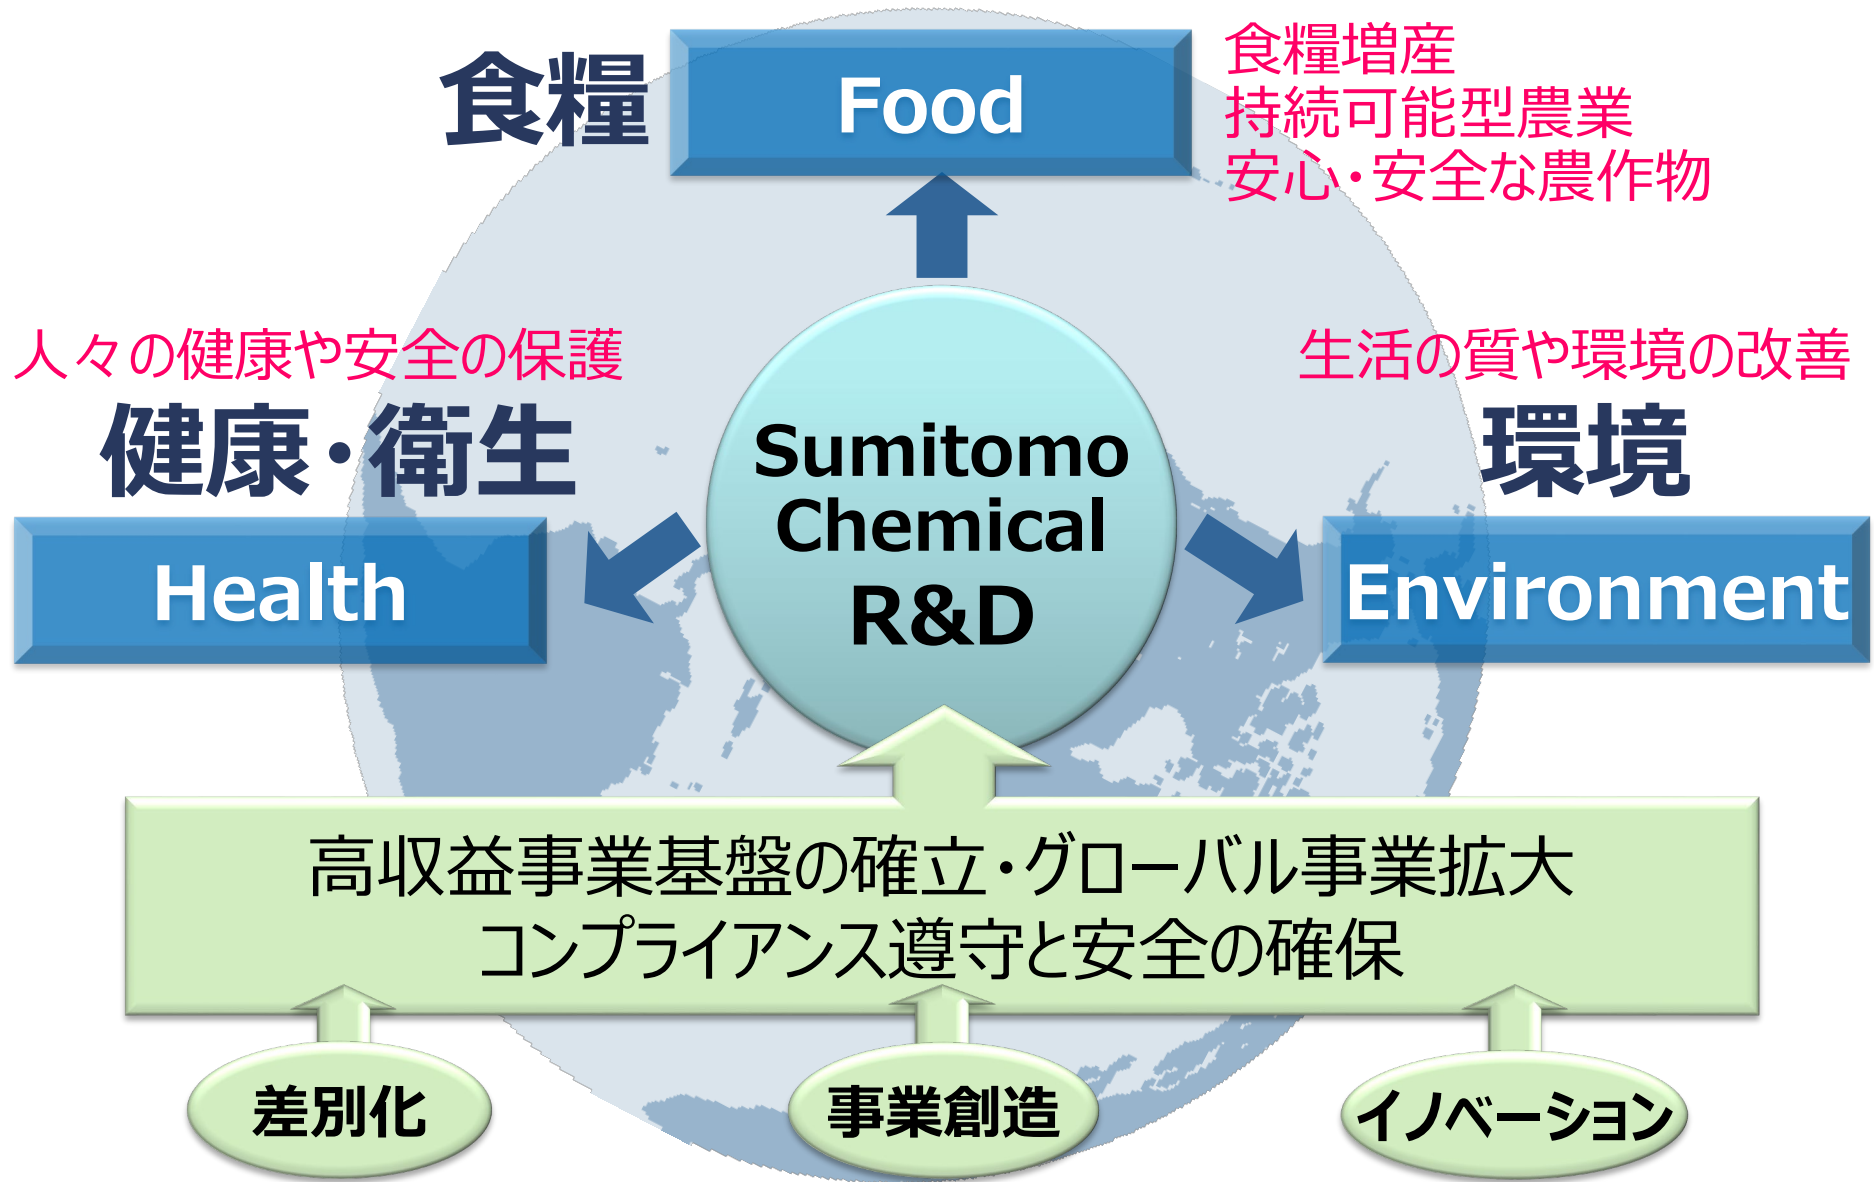 食糧
Food
食糧増産
持続可能型農業
安心・安全な農作物
人々の健康や安全の保護
健康・衛生
Health
Sumitomo
Chemical
R&D
生活の質や環境の改善
環境
Environment
高収益事業基盤の確立・グローバル事業拡大
コンプライアンス遵守と安全の確保
差別化
事業創造
イノベーション